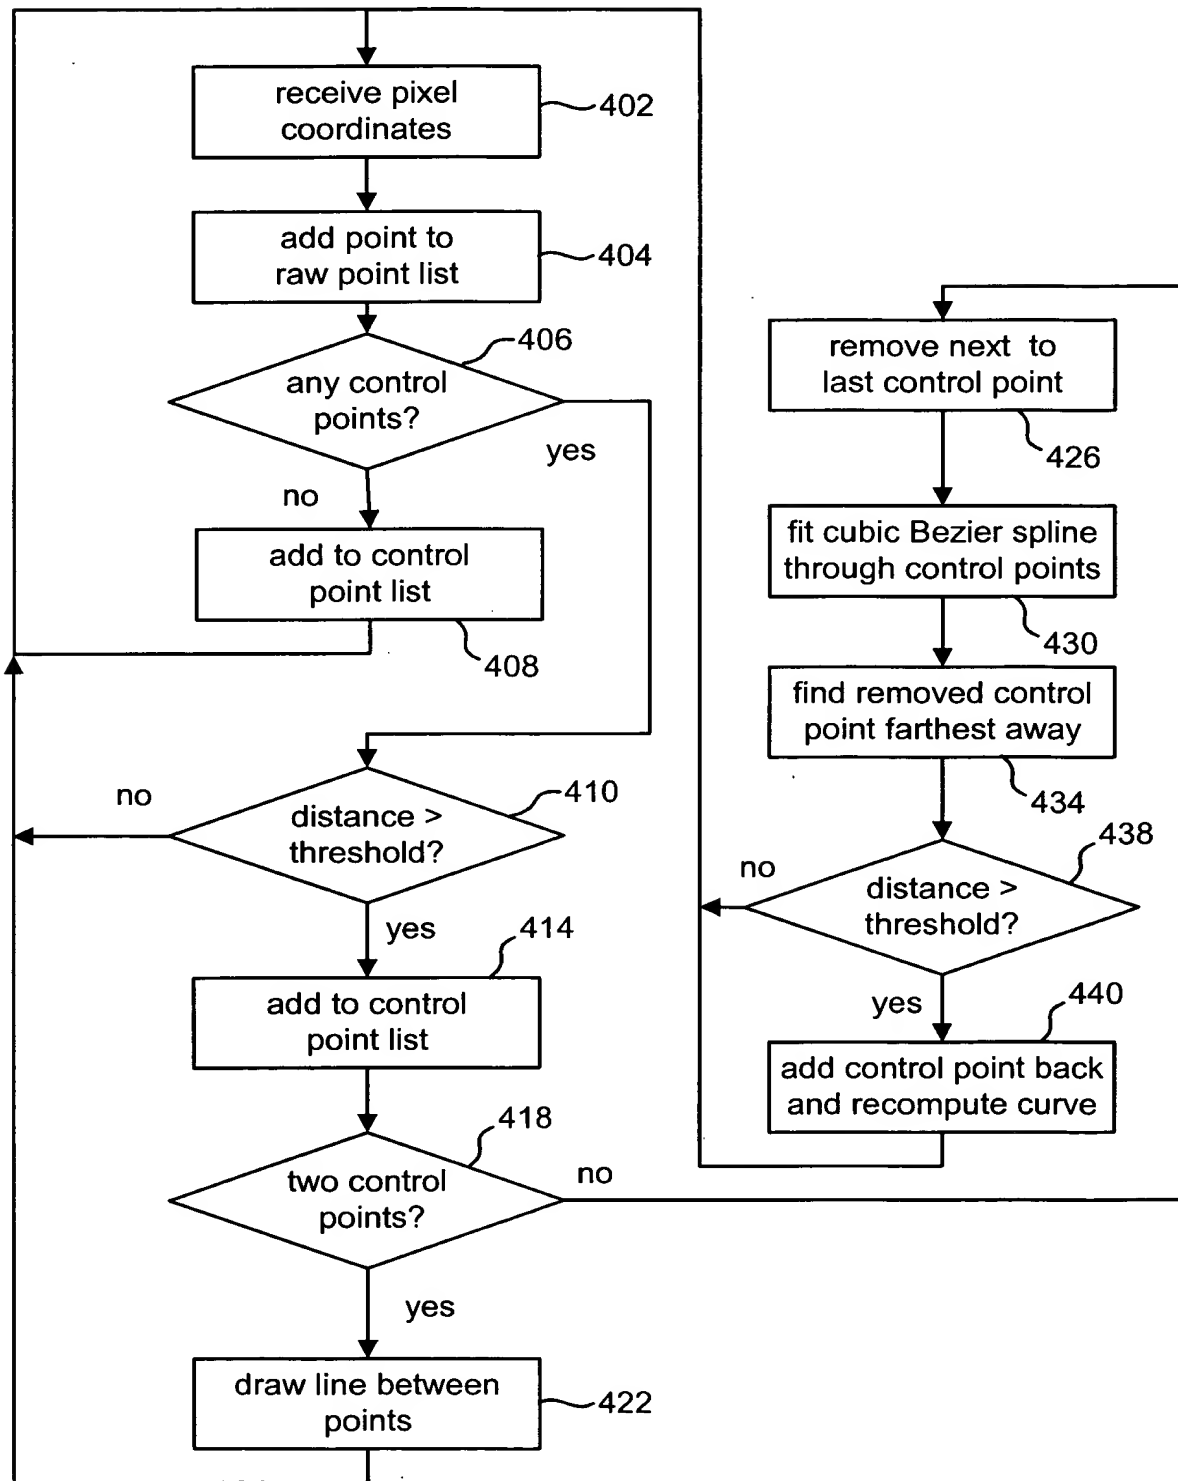 receive pixel
coordinates
402
add point to
raw point list
404
406
any control
points?
yes
no
add to control
point list
408
no
410
distance >
threshold?
yes
414
add to control
point list
418
two control
points?
no
yes
draw line between
points
422
remove next to
last control point
426
fit cubic Bezier spline
through control points
430
find removed control
point farthest away
434
438
no
distance >
threshold?
yes
440
add control point back
and recompute curve